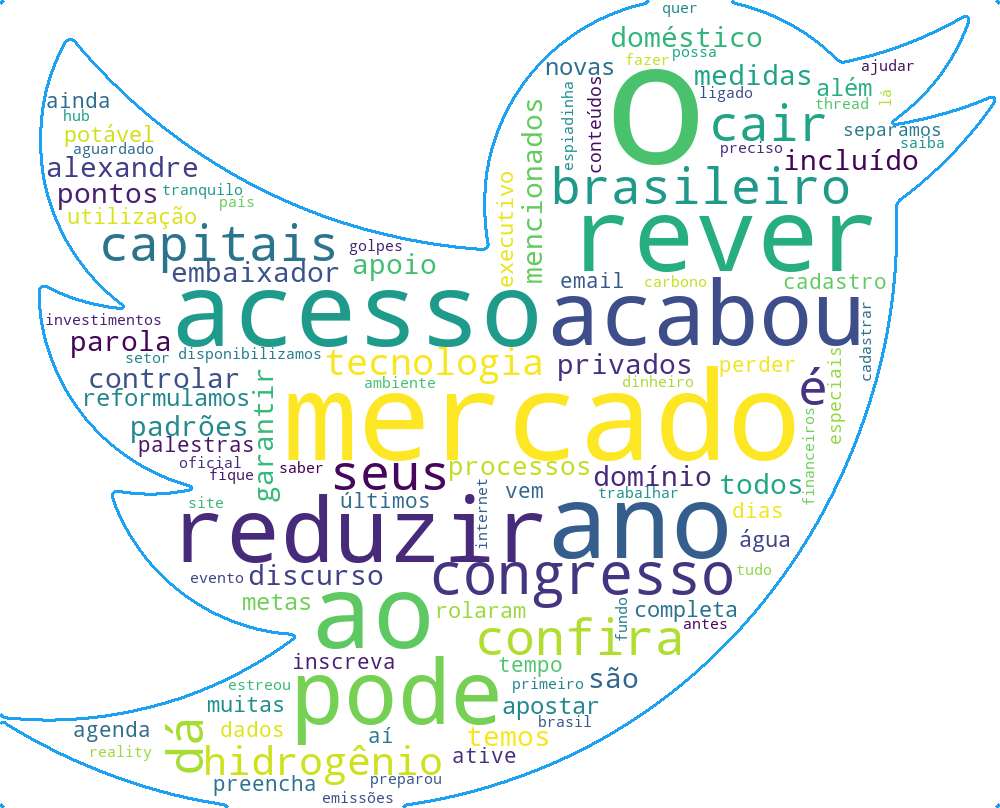 quer
doméstico
possa
fazer
novas
medidas
ajudar
O
ligado
além
ainda
hub
potável
aguardado
alexandre
espiadinha
conteúdos
mencionados
cair
thread
lá
separamos
saiba
preciso
incluído
pontos
tranquilo
país
utilização
executivo
brasileiro
rever
capitais
golpes
embaixador
apoio
email
carbono
cadastro
acesso
acabou
investimentos
parola
setor
disponibilizamos
tecnologia
privados
perder
cadastrar
controlar
ambiente
dinheiro
é
especiais
reformulamos
garantir
mercado
padrões
palestras
oficial
fique
saber
seus
processos
domínio
todos
financeiros
site
últimos
internet
vem
trabalhar
dias
reduzir
ano
água
evento
discurso
congresso
tudo
metas
ao
rolaram
fundo
completa
antes
confira
inscreva
tempo
são
estreou
pode
primeiro
muitas
apostar
brasil
agenda
dá
dados
aí
temos
reality
hidrogênio
ative
preencha
preparou
emissões